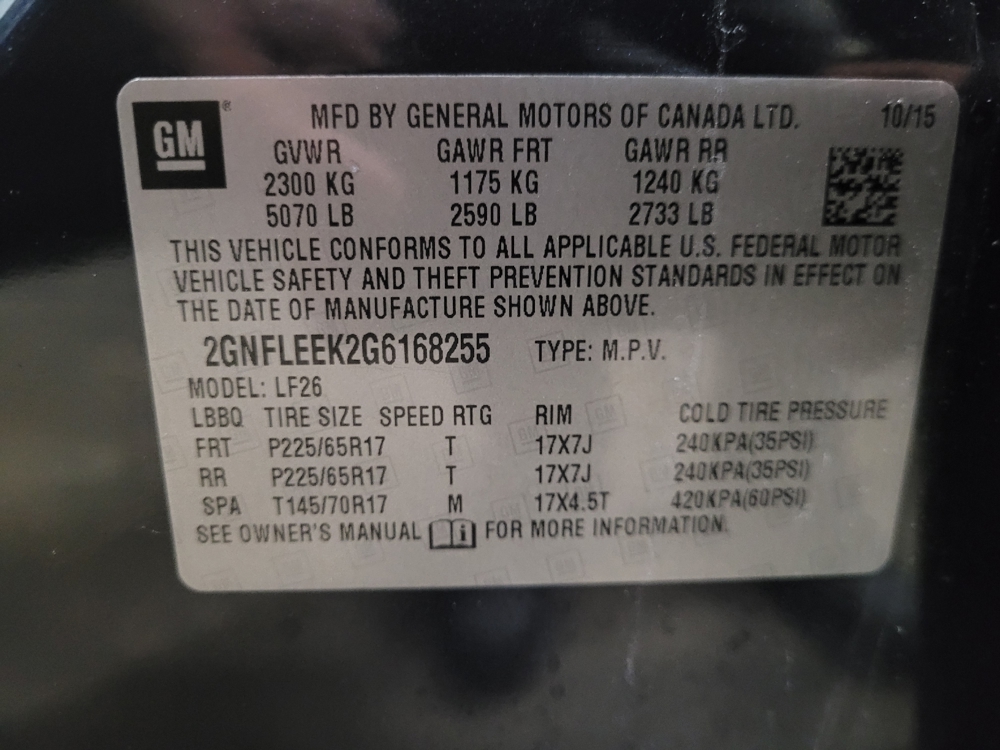 GM ®
MFD BY GENERAL MOTORS OF CANADA LTD. 10/15
GVWR GAWR FRT GAWR RR
2300 KG 1175 KG 1240 KG
5070 LB 2590 LB 2733 LB
THIS VEHICLE CONFORMS TO ALL APPLICABLE U.S. FEDERAL MOTOR
VEHICLE SAFETY AND THEFT PREVENTION STANDARDS IN EFFECT ON
THE DATE OF MANUFACTURE SHOWN ABOVE.
2GNFLEEK2G6168255 TYPE: M.P.V.
MODEL: LF26
LBBQ TIRE SIZE SPEED RTG RIM COLD TIRE PRESSURE
FRT P225/65R17 T 17X7J 240KPA(35PSI)
RR P225/65R17 T 17X7J 240KPA(35PSI)
SPA T145/70R17 M 17X4.5T 420KPA(60PSI)
SEE OWNER'S MANUAL i FOR MORE INFORMATION.